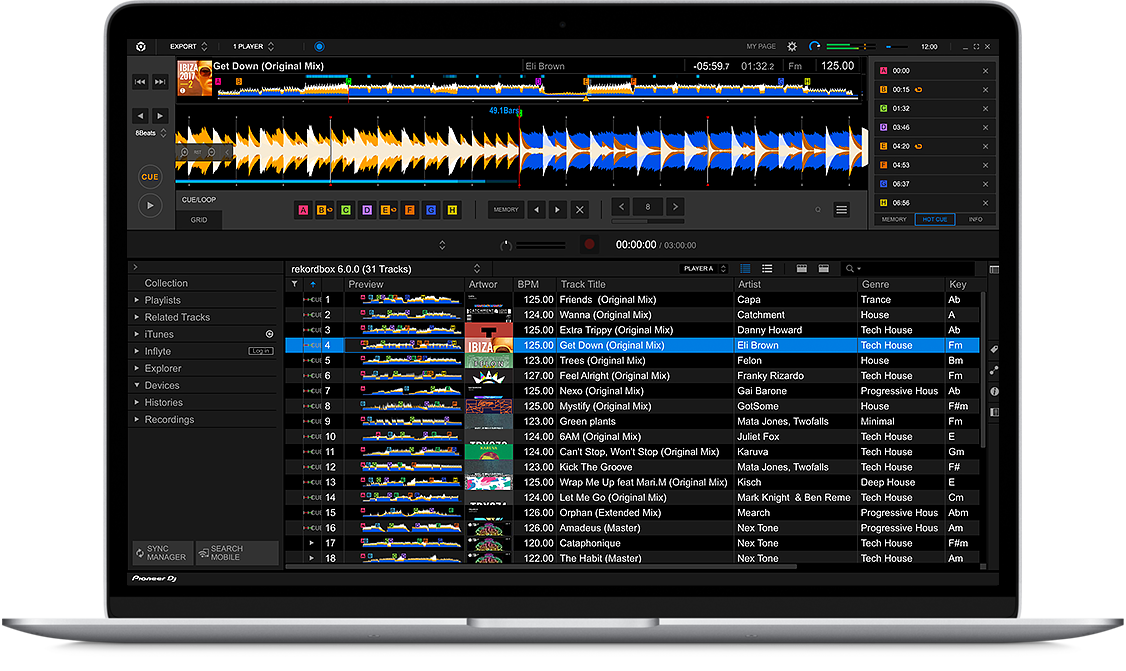 EXPORT 1 PLAYER MY PAGE 12:00
IBIZA 2017 Get Down (Original Mix) Eli Brown -05:59.7 01:32.2 Fm 125.00
A B C D E F G H
49.1Bars
8Beats
CUE
CUE/LOOP
GRID
A B C D E F G H MEMORY 8
A 00:00
B 00:15
C 01:32
D 03:46
E 04:20
F 04:53
G 06:37
H 06:56
MEMORY HOT CUE INFO
00:00:00 / 03:00:00
rekordbox 6.0.0 (31 Tracks) PLAYER A
Collection
Playlists
Related Tracks
iTunes
Inflyte Log in
Explorer
Devices
Histories
Recordings
SYNC MANAGER
SEARCH MOBILE
Preview Artwor BPM Track Title Artist Genre Key
1 125.00 Friends (Original Mix) Capa Trance Ab
2 124.00 Wanna (Original Mix) Catchment House A
3 125.00 Extra Trippy (Original Mix) Danny Howard Tech House Ab
4 125.00 Get Down (Original Mix) Eli Brown Tech House Fm
5 123.00 Trees (Original Mix) Felon House Bm
6 127.00 Feel Alright (Original Mix) Franky Rizardo Tech House Fm
7 125.00 Nexo (Original Mix) Gai Barone Progressive Hous Ab
8 125.00 Mystify (Original Mix) GotSome House F#m
9 123.00 Green plants Mata Jones, Twofalls Minimal Fm
10 124.00 6AM (Original Mix) Juliet Fox Tech House E
11 124.00 Can't Stop, Won't Stop (Original Mix) Karuva Tech House Gm
12 123.00 Kick The Groove Mata Jones, Twofalls Tech House F#
13 125.00 Wrap Me Up feat Mari.M (Original Mix) Kisch Deep House E
14 124.00 Let Me Go (Original Mix) Mark Knight & Ben Reme Tech House Cm
15 126.00 Orphan (Extended Mix) Mearch Progressive Hous Abm
16 126.00 Amadeus (Master) Nex Tone Progressive Hous Am
17 120.00 Cataphonique Nex Tone Tech House F#m
18 122.00 The Habit (Master) Nex Tone Tech House Am
Pioneer Dj